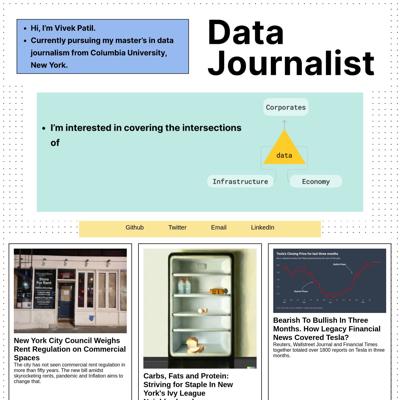 Hi, I'm Vivek Patil.
Currently pursuing my master's in data
journalism from Columbia University,
New York.
Data
Journalist
I'm interested in covering the intersections
of
Corporates
data
Infrastructure
Economy
Github
Twitter
Email
LinkedIn
New York City Council Weighs
Rent Regulation on Commercial
Spaces
The city has not seen commercial rent regulation in
more than fifty years. The new bill amidst
skyrocketing rents, pandemic and Inflation aims to
change that.
Carbs, Fats and Protein:
Striving for Staple In New
York's Ivy League
Tesla's Closing Price for last three months
Bearish To Bullish In Three
Months. How Legacy Financial
News Covered Tesla?
Reuters, Wallstreet Journal and Financial Times
together totaled over 1800 reports on Tesla in three
months.